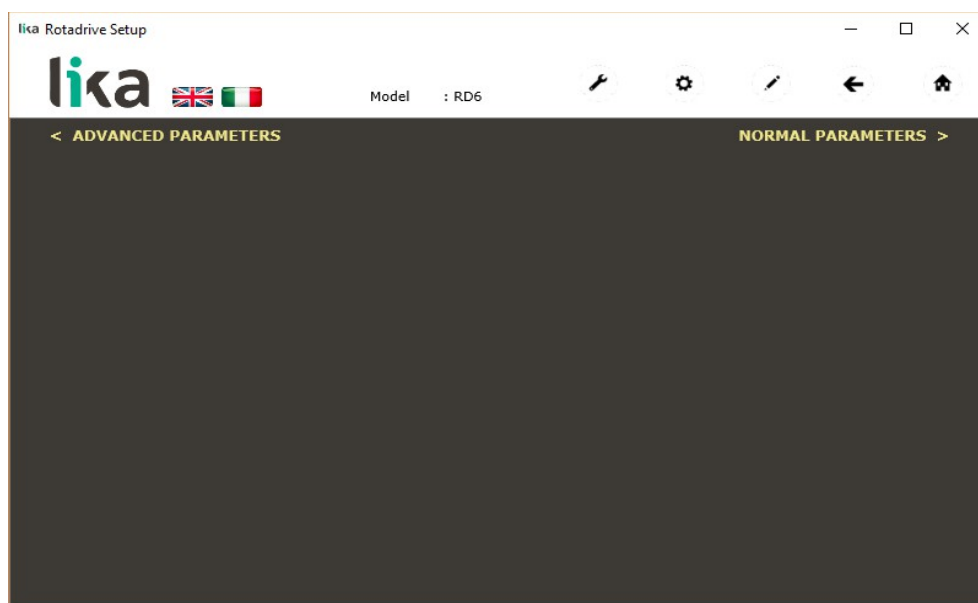 lika Rotadrive Setup
lika
Model : RD6
< ADVANCED PARAMETERS
NORMAL PARAMETERS >